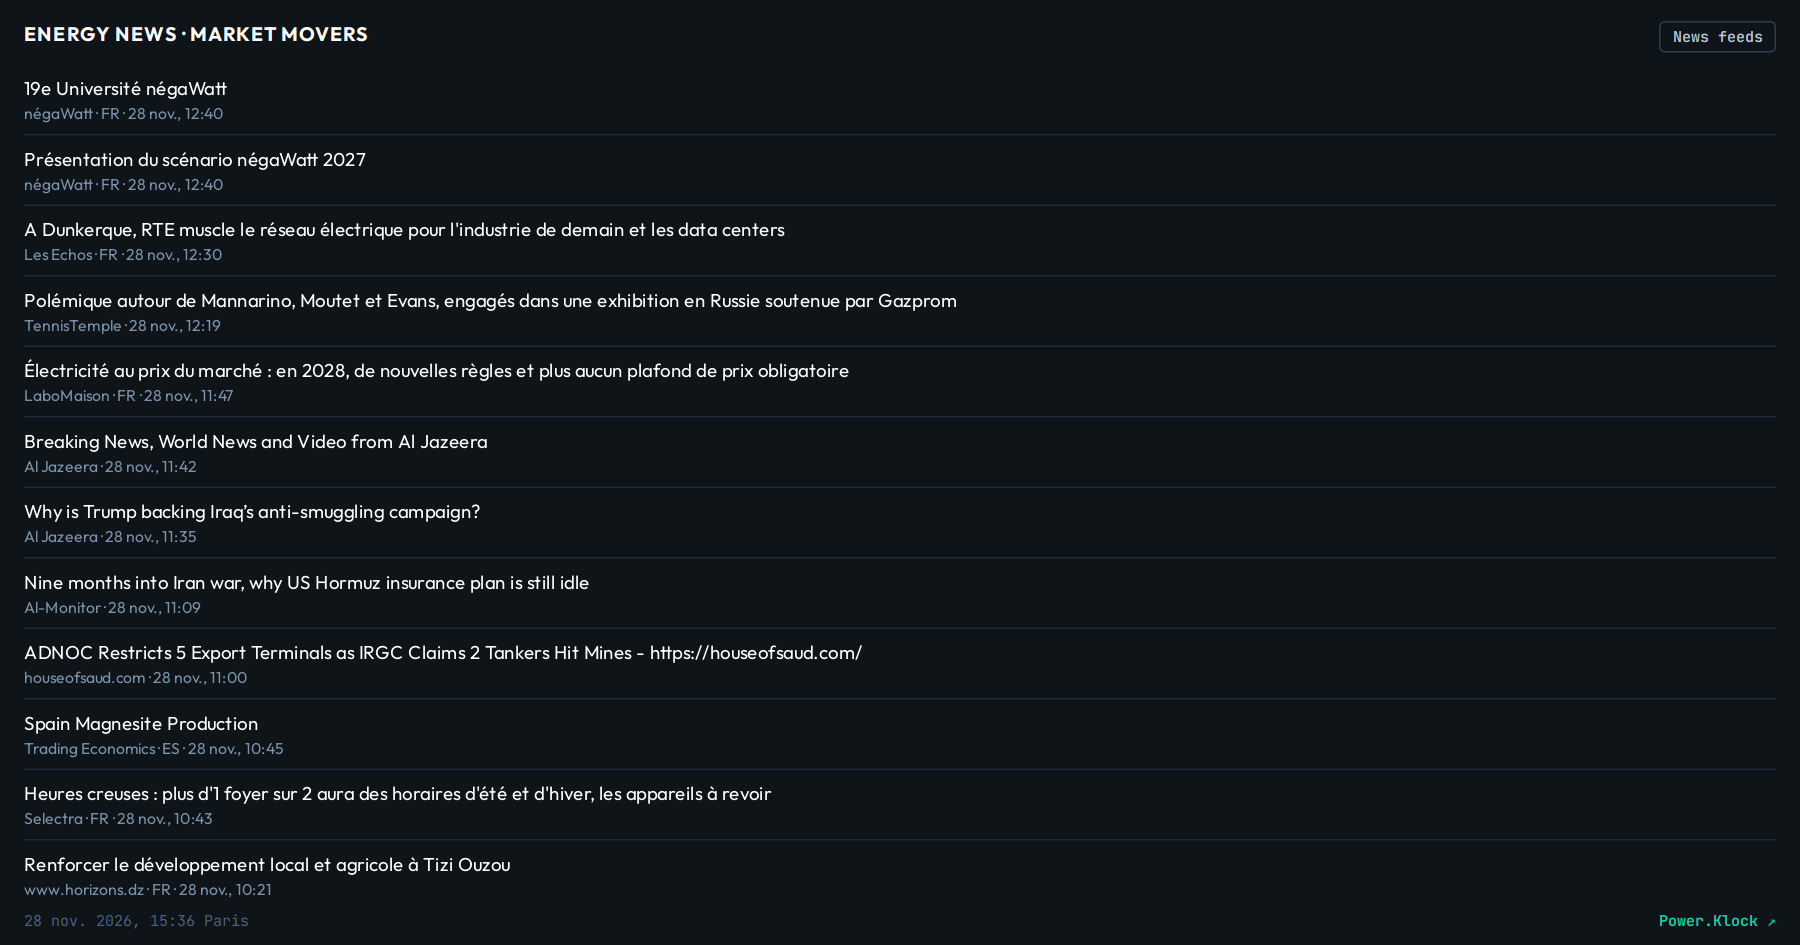 ENERGY NEWS · MARKET MOVERS
News feeds
19e Université négaWatt
négaWatt · FR · 28 nov., 12:40
Présentation du scénario négaWatt 2027
négaWatt · FR · 28 nov., 12:40
A Dunkerque, RTE muscle le réseau électrique pour l'industrie de demain et les data centers
Les Echos · FR · 28 nov., 12:30
Polémique autour de Mannarino, Moutet et Evans, engagés dans une exhibition en Russie soutenue par Gazprom
TennisTemple · 28 nov., 12:19
Électricité au prix du marché : en 2028, de nouvelles règles et plus aucun plafond de prix obligatoire
LaboMaison · FR · 28 nov., 11:47
Breaking News, World News and Video from Al Jazeera
Al Jazeera · 28 nov., 11:42
Why is Trump backing Iraq’s anti-smuggling campaign?
Al Jazeera · 28 nov., 11:35
Nine months into Iran war, why US Hormuz insurance plan is still idle
Al-Monitor · 28 nov., 11:09
ADNOC Restricts 5 Export Terminals as IRGC Claims 2 Tankers Hit Mines - https://houseofsaud.com/
houseofsaud.com · 28 nov., 11:00
Spain Magnesite Production
Trading Economics · ES · 28 nov., 10:45
Heures creuses : plus d'1 foyer sur 2 aura des horaires d'été et d'hiver, les appareils à revoir
Selectra · FR · 28 nov., 10:43
Renforcer le développement local et agricole à Tizi Ouzou
www.horizons.dz · FR · 28 nov., 10:21
28 nov. 2026, 15:36 Paris
Power.Klock ↗